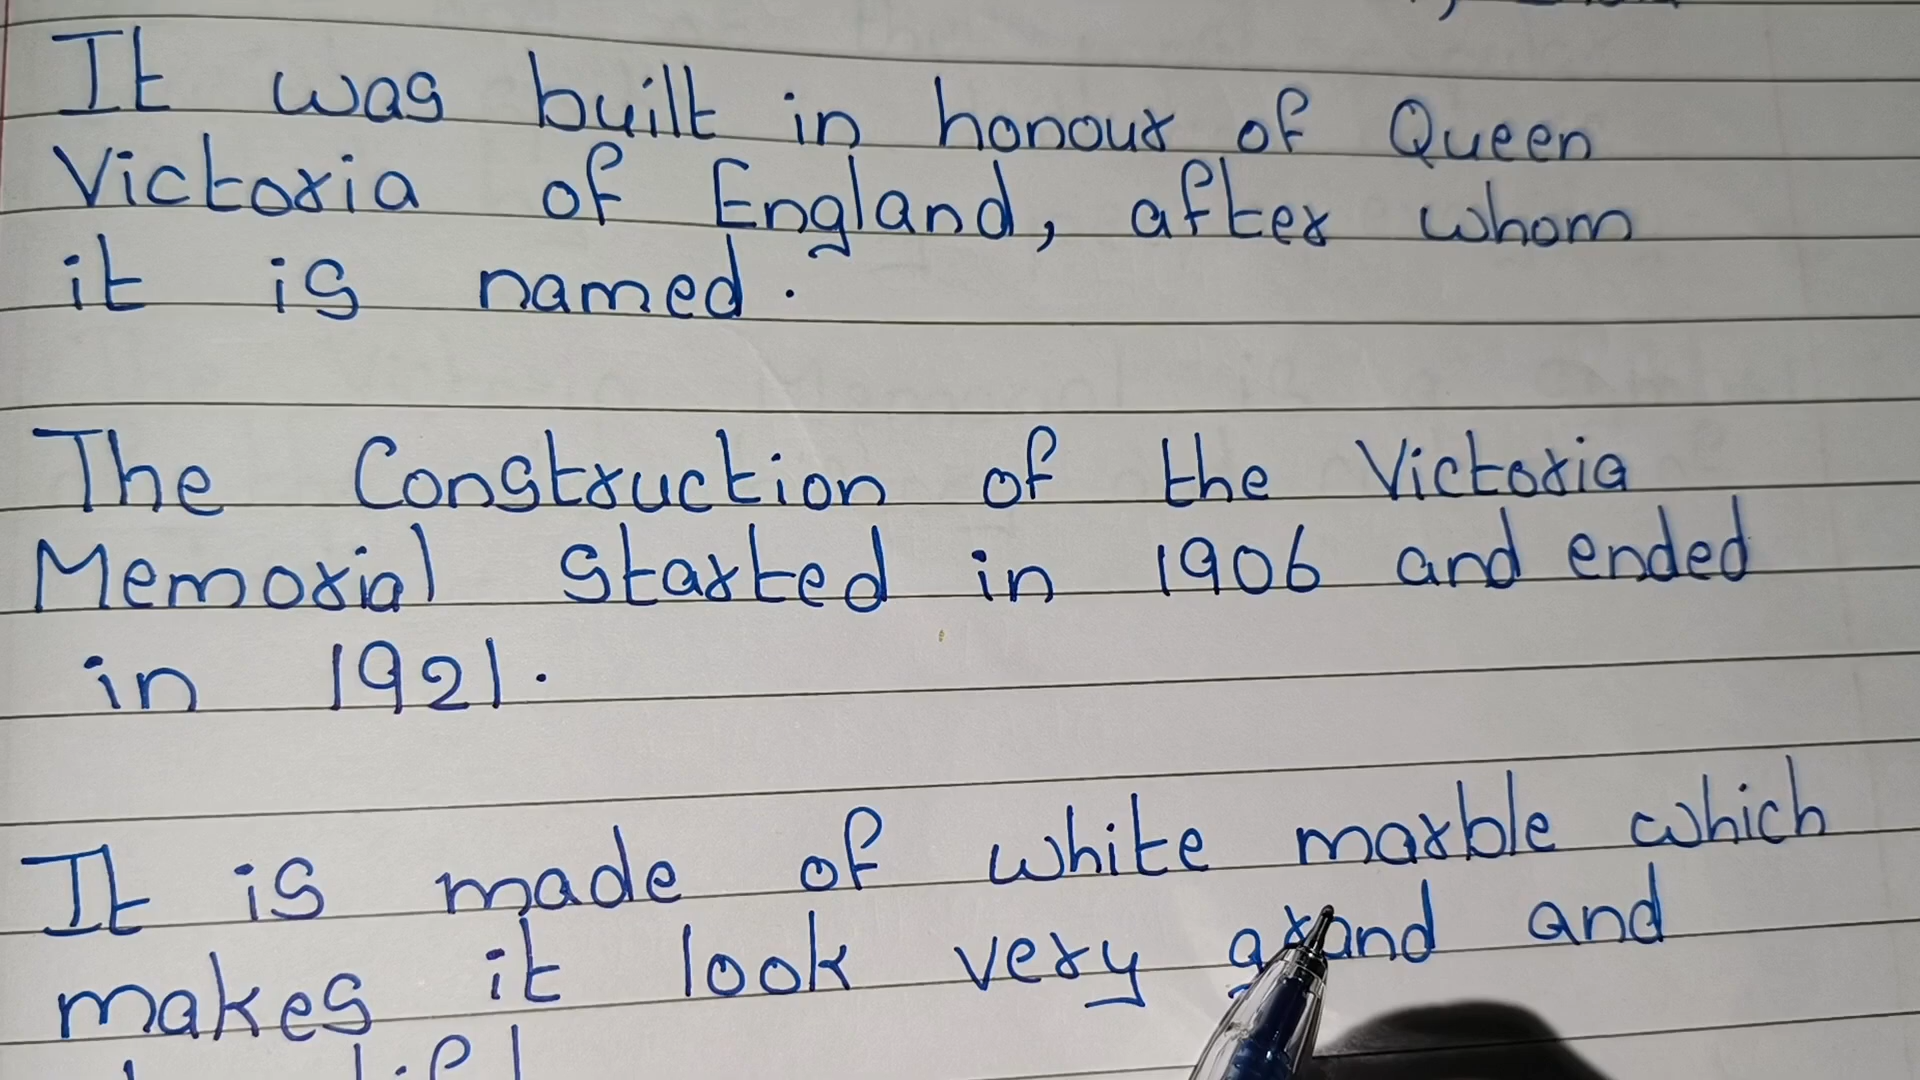 It was built in honour of Queen
Victoria of England, after whom
it is named.
The Construction of the Victoria
Memorial started in 1906 and ended
in 1921.
It is made of white marble which
makes it look very grand and